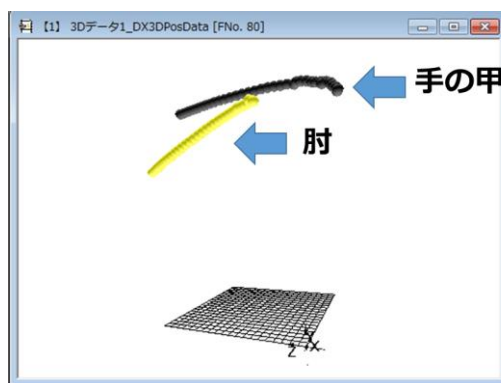 【1】 3Dデータ1_DX3DPosData [FNo. 80]
手の甲
肘
Y
X
Z